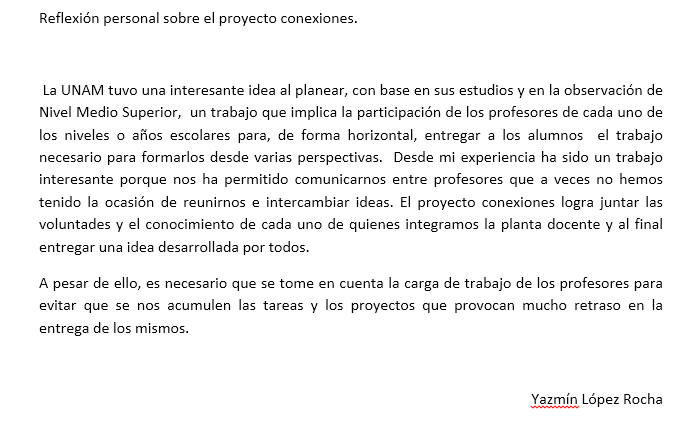 Reflexión personal sobre el proyecto conexiones.
La UNAM tuvo una interesante idea al planear, con base en sus estudios y en la observación de
Nivel Medio Superior, un trabajo que implica la participación de los profesores de cada uno de
los niveles o años escolares para, de forma horizontal, entregar a los alumnos el trabajo
necesario para formarlos desde varias perspectivas. Desde mi experiencia ha sido un trabajo
interesante porque nos ha permitido comunicarnos entre profesores que a veces no hemos
tenido la ocasión de reunirnos e intercambiar ideas. El proyecto conexiones logra juntar las
voluntades y el conocimiento de cada uno de quienes integramos la planta docente y al final
entregar una idea desarrollada por todos.
A pesar de ello, es necesario que se tome en cuenta la carga de trabajo de los profesores para
evitar que se nos acumulen las tareas y los proyectos que provocan mucho retraso en la
entrega de los mismos.
Yazmín López Rocha